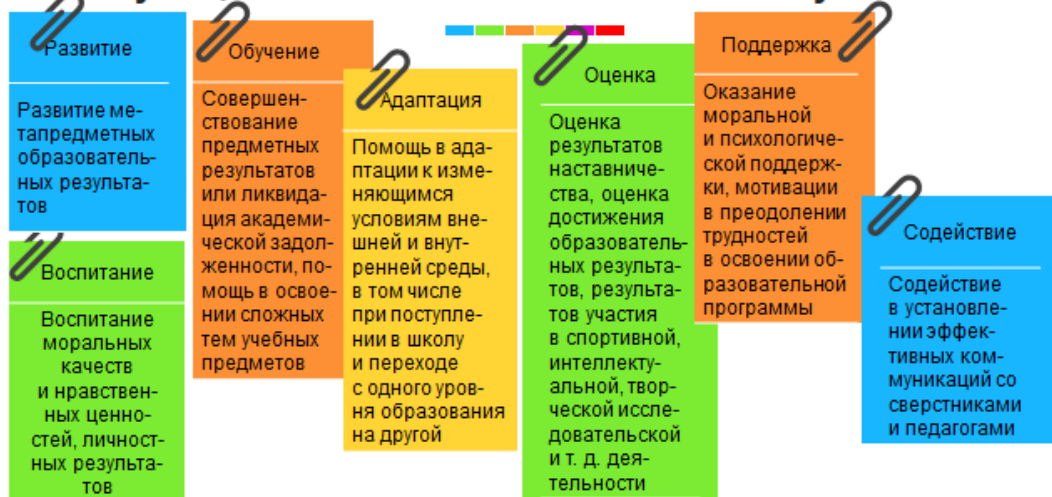 Развитие
Развитие ме-
тапредметных
образователь-
ных результа-
тов
Воспитание
Воспитание
моральных
качеств
и нравствен-
ных ценно-
стей, личност-
ных результа-
тов
Обучение
Совершен-
ствование
предметных
результатов
или ликвида-
ция академи-
ческой задол-
женности, по-
мощь в освое-
нии сложных
тем учебных
предметов
Адаптация
Помощь в ада-
птации к изме-
няющимся
условиям вне-
шней и внут-
ренней среды,
в том числе
при поступле-
нии в школу
и переходе
с одного уров-
ня образования
на другой
Оценка
Оценка
результатов
наставниче-
ства, оценка
достижения
образователь-
ных результа-
тов, результа-
тов участия
в спортивной,
интеллекту-
альной, твор-
ческой иссле-
довательской
и т. д. дея-
тельности
Поддержка
Оказание
моральной
и психологиче-
ской поддерж-
ки, мотивации
в преодолении
трудностей
в освоении об-
разовательной
программы
Содействие
Содействие
в установле-
нии эффек-
тивных ком-
муникаций со
сверстниками
и педагогами